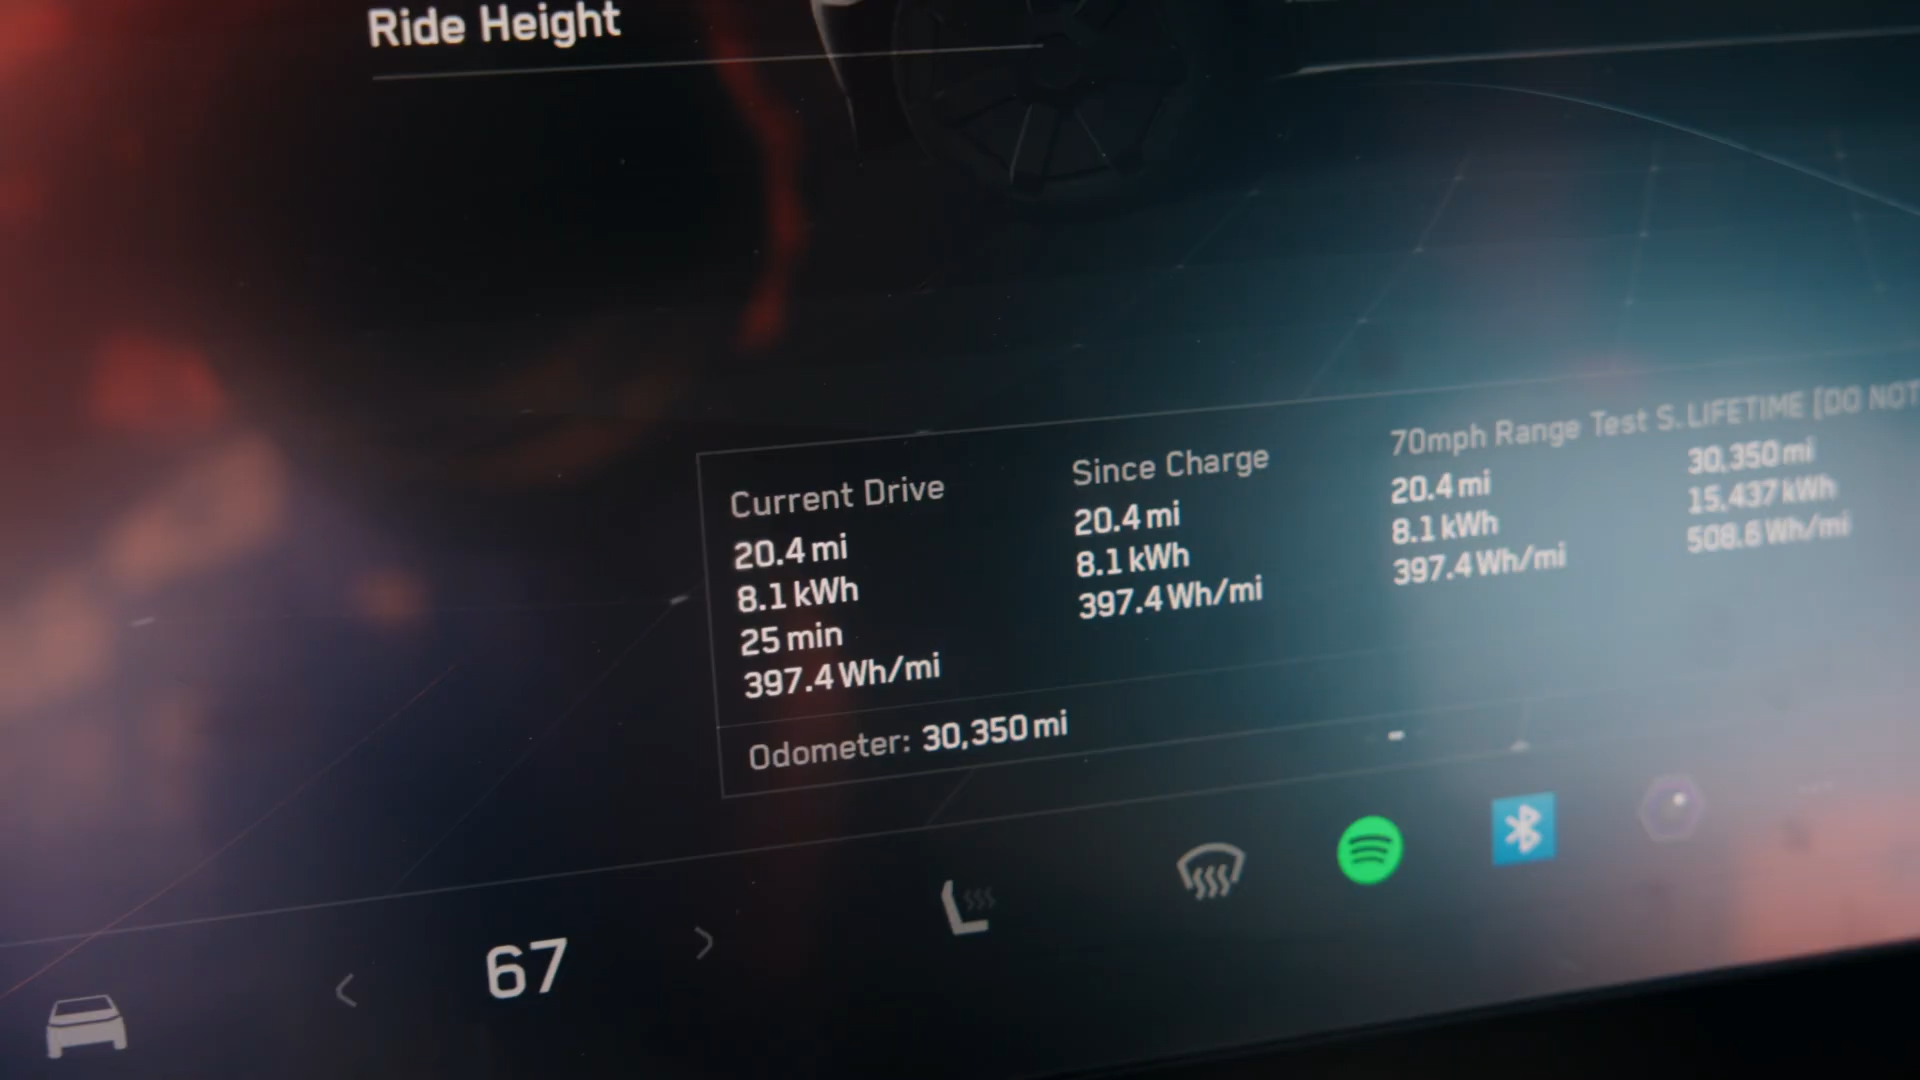 Ride Height
Current Drive
20.4 mi
8.1 kWh
25 min
397.4 Wh/mi
Since Charge
20.4 mi
8.1 kWh
397.4 Wh/mi
70mph Range Test S.
20.4 mi
8.1 kWh
397.4 Wh/mi
LIFETIME [DO NOT
30,350 mi
15,437 kWh
508.6 Wh/mi
Odometer: 30,350 mi
< 67 >